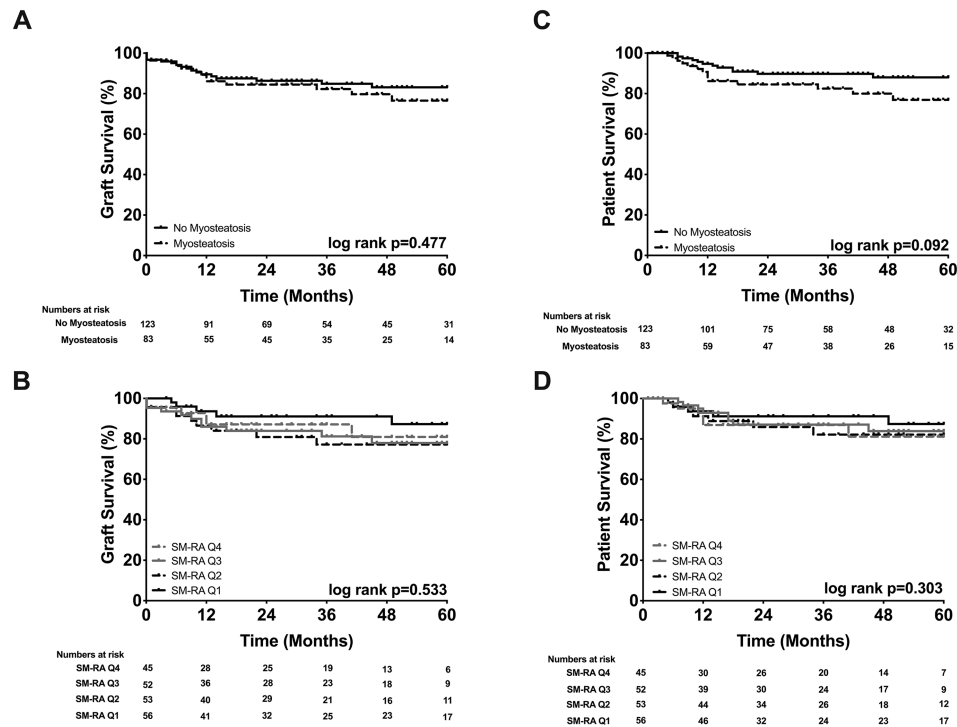 A
100
80
60
40
20
0
Graft Survival (%)
No Myosteatosis
Myosteatosis
log rank p=0.477
0 12 24 36 48 60
Time (Months)
Numbers at risk
No Myosteatosis 123 91 69 54 45 31
Myosteatosis 83 55 45 35 25 14
C
100
80
60
40
20
0
Patient Survival (%)
No Myosteatosis
Myosteatosis
log rank p=0.092
0 12 24 36 48 60
Time (Months)
Numbers at risk
No Myosteatosis 123 101 75 58 48 32
Myosteatosis 83 59 47 38 26 15
B
100
80
60
40
20
0
Graft Survival (%)
SM-RA Q4
SM-RA Q3
SM-RA Q2
SM-RA Q1
log rank p=0.533
0 12 24 36 48 60
Time (Months)
Numbers at risk
SM-RA Q4 45 28 25 19 13 6
SM-RA Q3 52 36 28 23 18 9
SM-RA Q2 53 40 29 21 16 11
SM-RA Q1 56 41 32 25 23 17
D
100
80
60
40
20
0
Patient Survival (%)
SM-RA Q4
SM-RA Q3
SM-RA Q2
SM-RA Q1
log rank p=0.303
0 12 24 36 48 60
Time (Months)
Numbers at risk
SM-RA Q4 45 30 26 20 14 7
SM-RA Q3 52 39 30 24 17 9
SM-RA Q2 53 44 34 26 18 12
SM-RA Q1 56 46 32 24 23 17